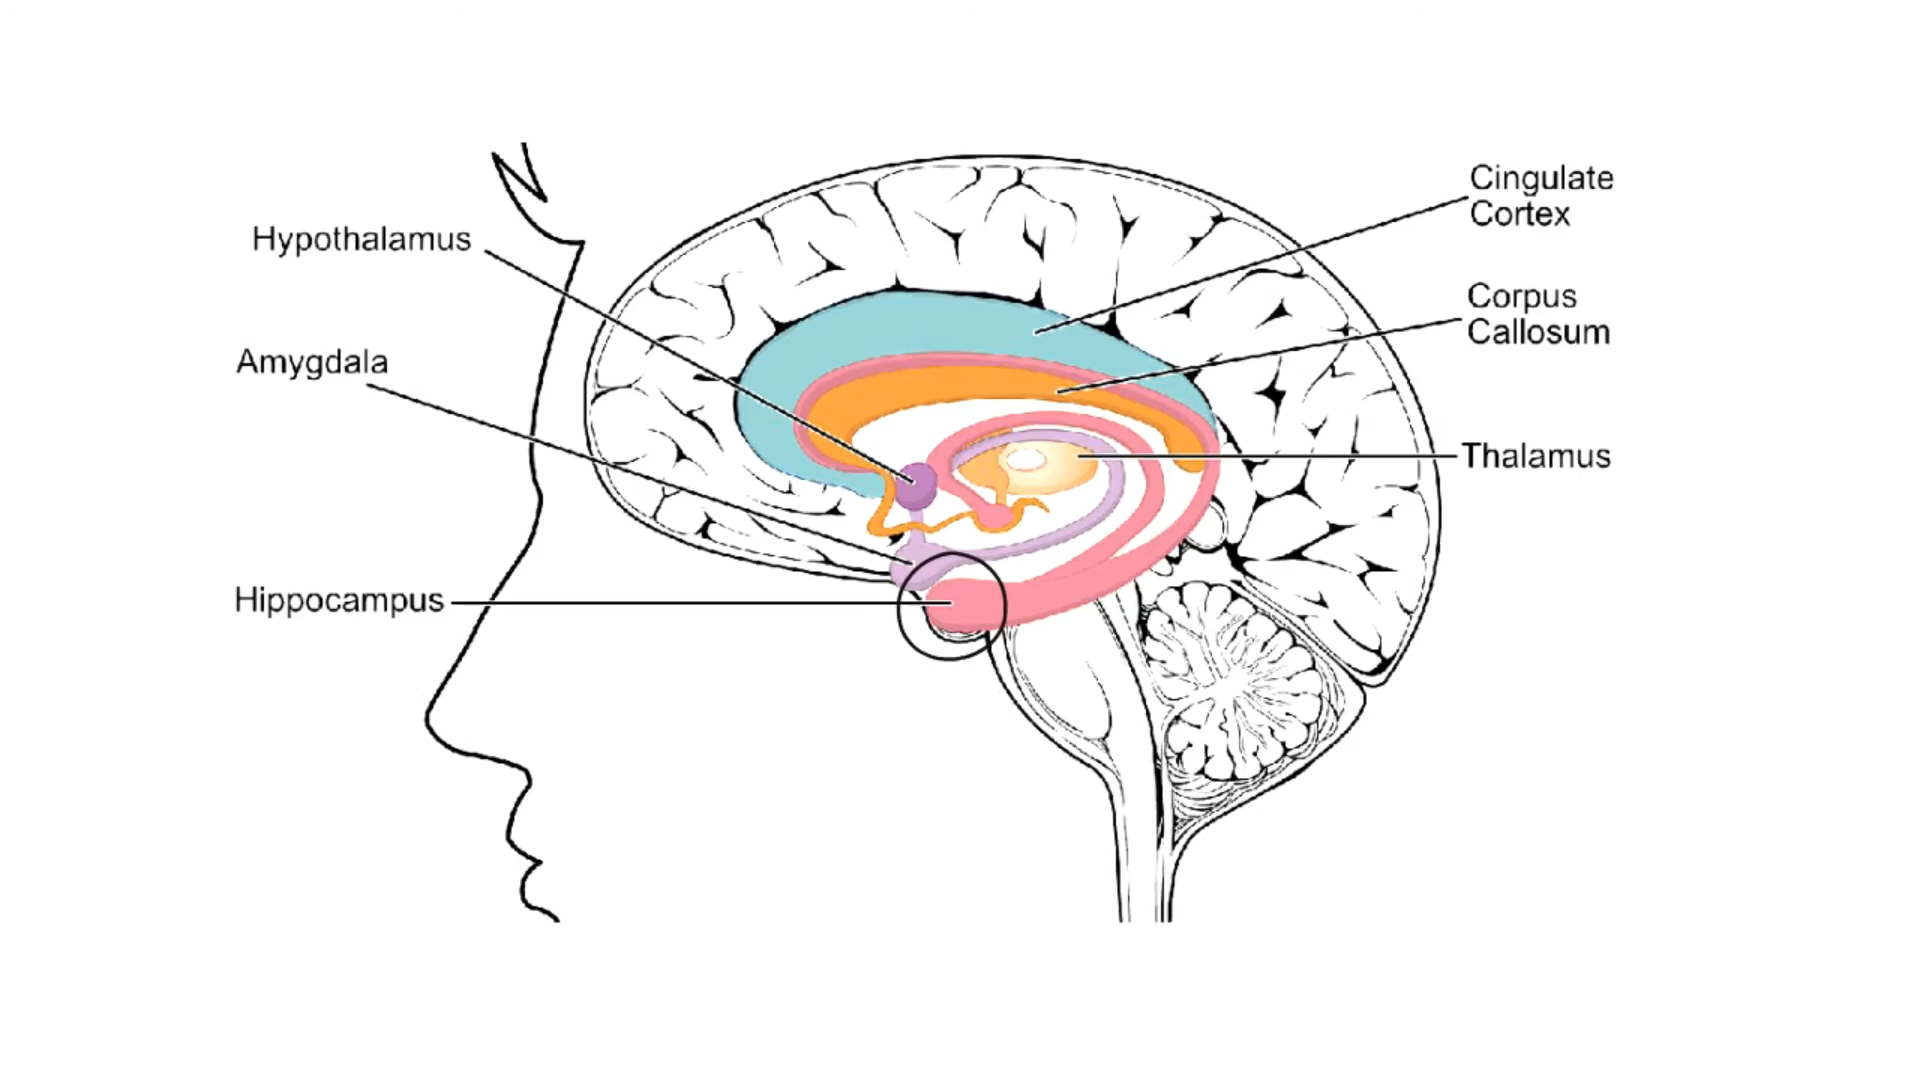 Hypothalamus
Amygdala
Hippocampus
Cingulate
Cortex
Corpus
Callosum
Thalamus